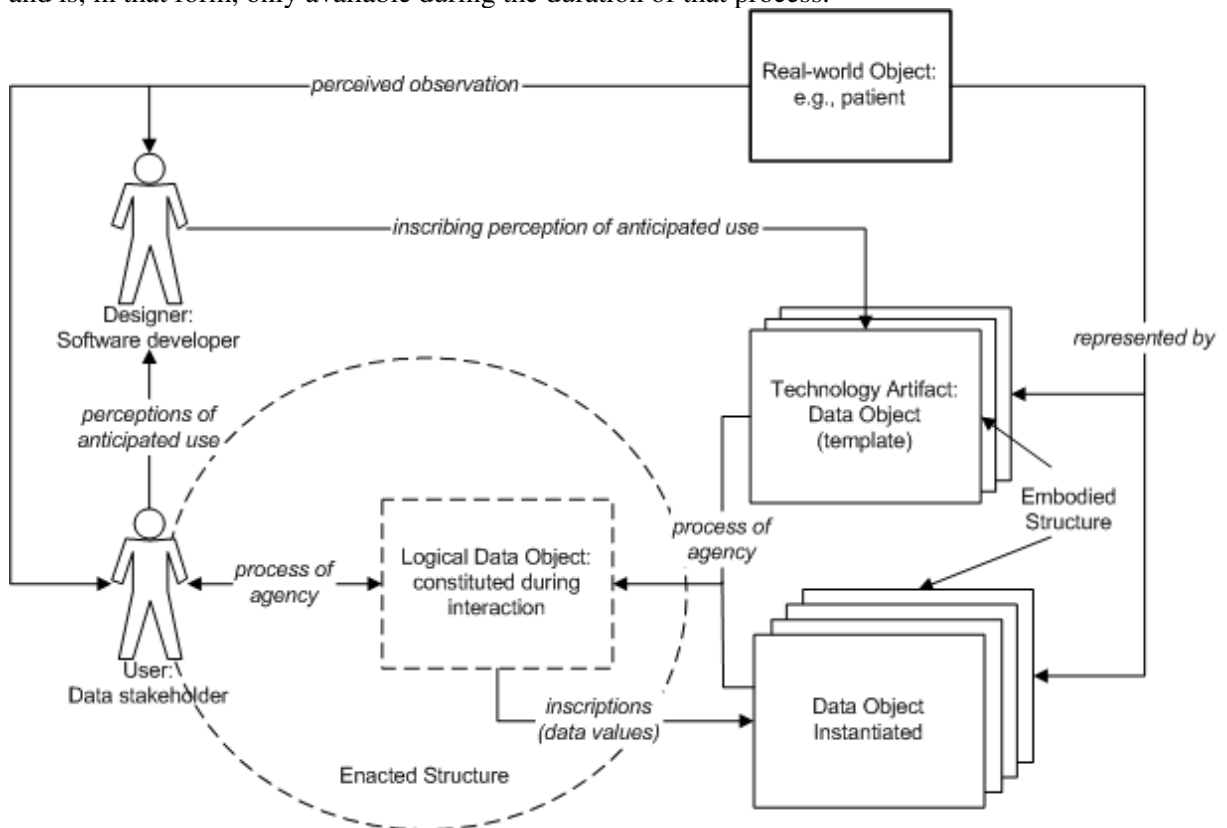 and is, in that form, only available during the duration of that process.
Real-world Object:
e.g., patient
perceived observation
inscribing perception of anticipated use
Designer:
Software developer
represented by
Technology Artifact:
Data Object
(template)
perceptions of
anticipated use
Embodied
Structure
process of
agency
Logical Data Object:
constituted during
interaction
process of
agency
User:
Data stakeholder
inscriptions
(data values)
Data Object
Instantiated
Enacted Structure